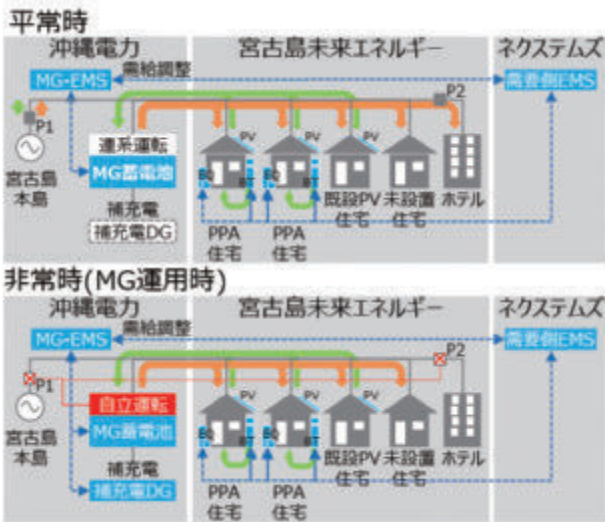 平常時
沖縄電力
宮古島未来エネルギー
ネクステムズ
MG-EMS
需給調整
需要側EMS
P1
P2
連系運転
MG蓄電池
宮古島
本島
補充電
補充電DG
PV
PV
PV
EQ
BT
EQ
BT
PPA
住宅
PPA
住宅
既設PV
住宅
未設置
住宅
ホテル
非常時(MG運用時)
沖縄電力
宮古島未来エネルギー
ネクステムズ
MG-EMS
需給調整
需要側EMS
P1
P2
自立運転
MG蓄電池
宮古島
本島
補充電
補充電DG
PV
PV
PV
EQ
BT
EQ
BT
PPA
住宅
PPA
住宅
既設PV
住宅
未設置
住宅
ホテル